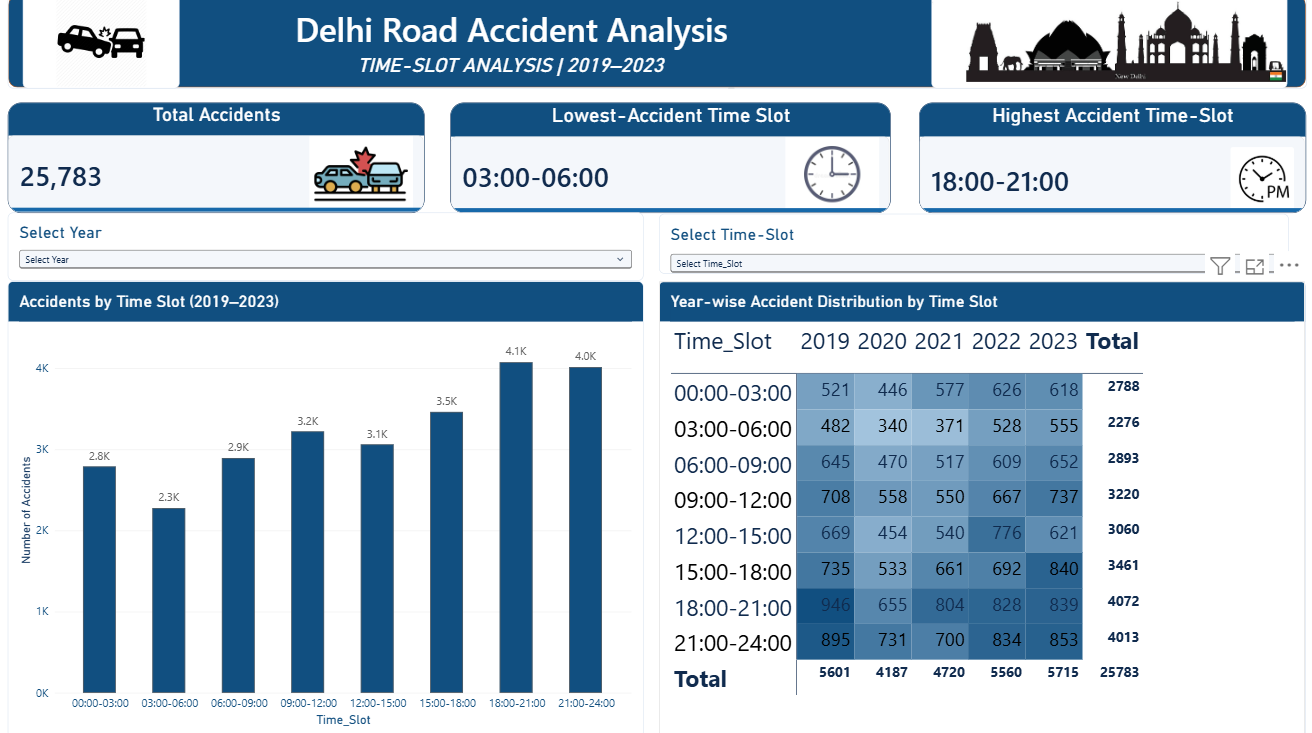 Delhi Road Accident Analysis
TIME-SLOT ANALYSIS | 2019–2023
New Delhi
Total Accidents
25,783
Lowest-Accident Time Slot
03:00-06:00
Highest Accident Time-Slot
18:00-21:00
PM
Select Year
Select Year
Select Time-Slot
Select Time_Slot
Accidents by Time Slot (2019–2023)
Number of Accidents
4K
3K
2K
1K
0K
2.8K
2.3K
2.9K
3.2K
3.1K
3.5K
4.1K
4.0K
00:00-03:00 03:00-06:00 06:00-09:00 09:00-12:00 12:00-15:00 15:00-18:00 18:00-21:00 21:00-24:00
Time_Slot
Year-wise Accident Distribution by Time Slot
Time_Slot 2019 2020 2021 2022 2023 Total
00:00-03:00 521 446 577 626 618 2788
03:00-06:00 482 340 371 528 555 2276
06:00-09:00 645 470 517 609 652 2893
09:00-12:00 708 558 550 667 737 3220
12:00-15:00 669 454 540 776 621 3060
15:00-18:00 735 533 661 692 840 3461
18:00-21:00 946 655 804 828 839 4072
21:00-24:00 895 731 700 834 853 4013
Total 5601 4187 4720 5560 5715 25783